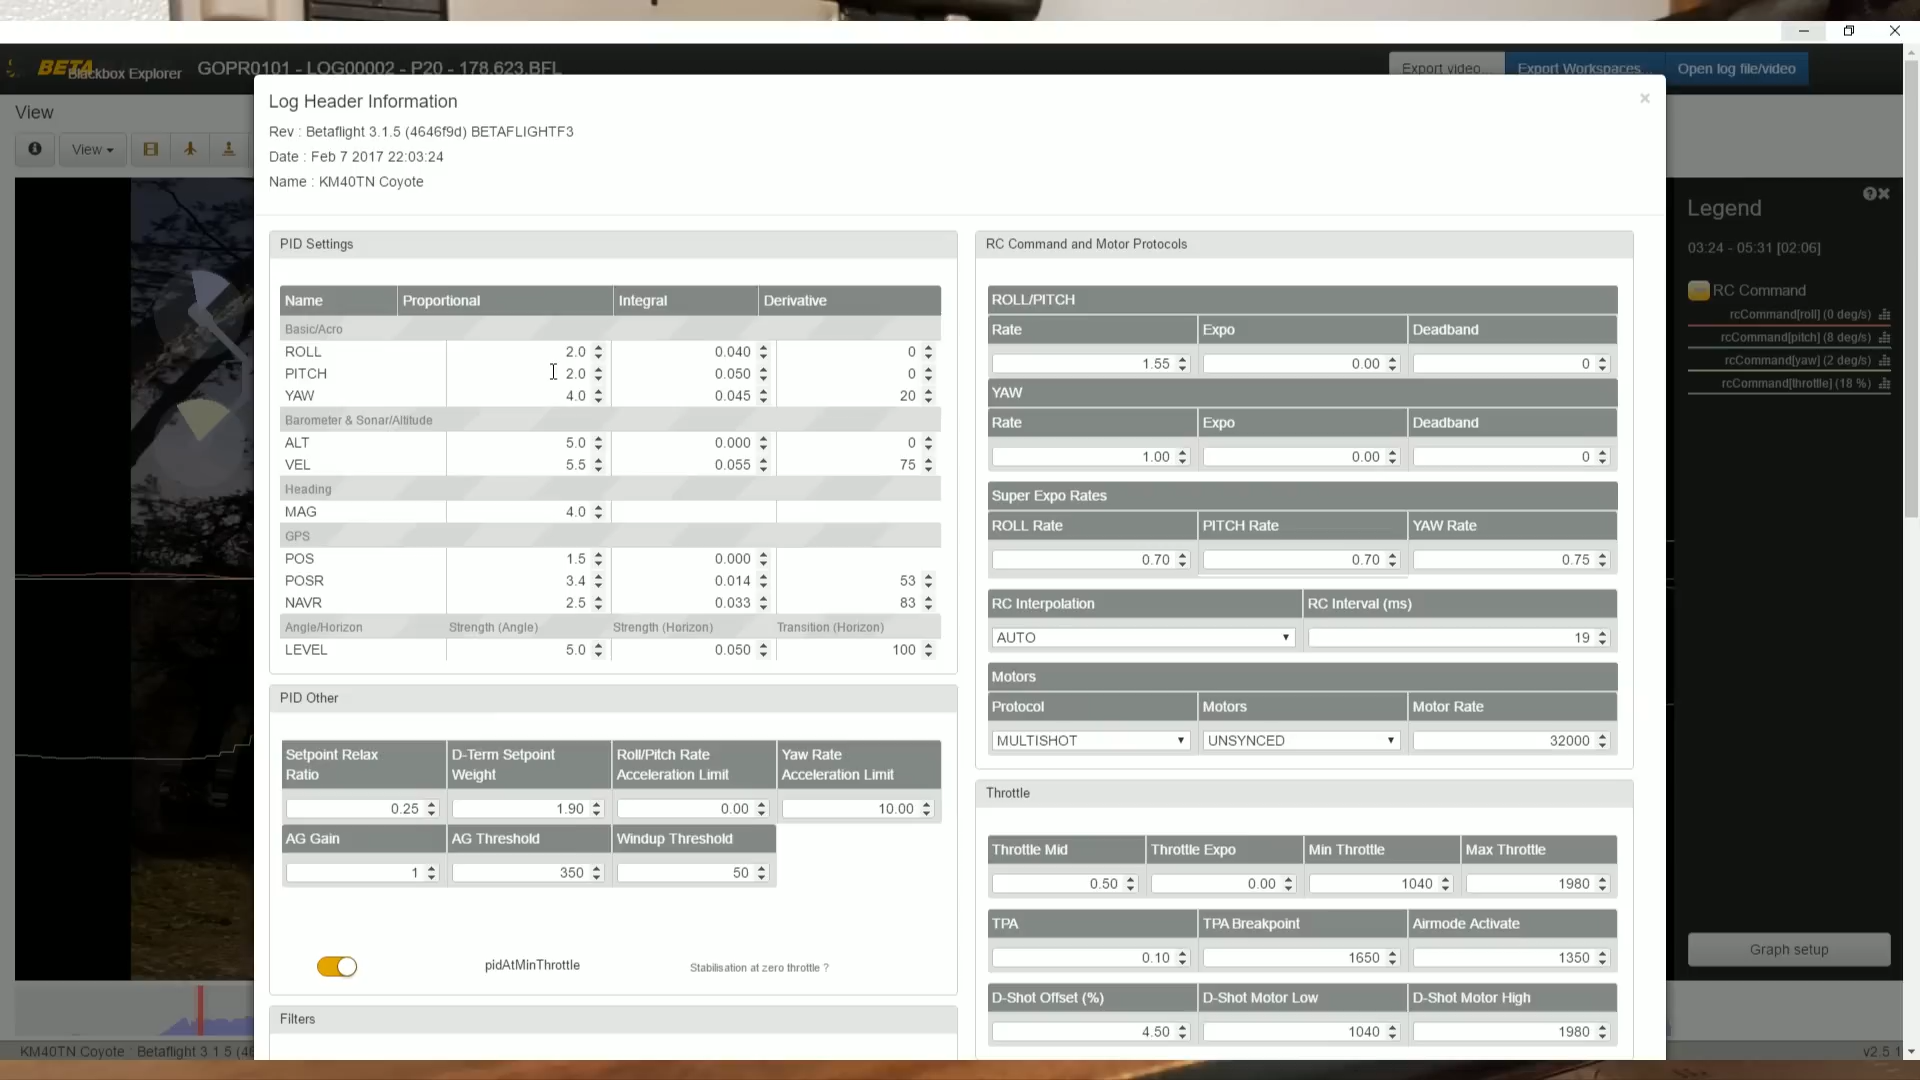 BETA Blackbox Explorer GOPR0101 - LOG00002 - P20 - 178.623.BFL Export video... Export Workspaces... Open log file/video
View
View
Log Header Information
Rev : Betaflight 3.1.5 (4646f9d) BETAFLIGHTF3
Date : Feb 7 2017 22:03:24
Name : KM40TN Coyote
PID Settings
Name Proportional Integral Derivative
Basic/Acro
ROLL 2.0 0.040 0
PITCH 2.0 0.050 0
YAW 4.0 0.045 20
Barometer & Sonar/Altitude
ALT 5.0 0.000 0
VEL 5.5 0.055 75
Heading
MAG 4.0
GPS
POS 1.5 0.000
POSR 3.4 0.014 53
NAVR 2.5 0.033 83
Angle/Horizon Strength (Angle) Strength (Horizon) Transition (Horizon)
LEVEL 5.0 0.050 100
PID Other
Setpoint Relax Ratio D-Term Setpoint Weight Roll/Pitch Rate Acceleration Limit Yaw Rate Acceleration Limit
0.25 1.90 0.00 10.00
AG Gain AG Threshold Windup Threshold
1 350 50
pidAtMinThrottle Stabilisation at zero throttle ?
Filters
RC Command and Motor Protocols
ROLL/PITCH
Rate Expo Deadband
1.55 0.00 0
YAW
Rate Expo Deadband
1.00 0.00 0
Super Expo Rates
ROLL Rate PITCH Rate YAW Rate
0.70 0.70 0.75
RC Interpolation RC Interval (ms)
AUTO 19
Motors
Protocol Motors Motor Rate
MULTISHOT UNSYNCED 32000
Throttle
Throttle Mid Throttle Expo Min Throttle Max Throttle
0.50 0.00 1040 1980
TPA TPA Breakpoint Airmode Activate
0.10 1650 1350
D-Shot Offset (%) D-Shot Motor Low D-Shot Motor High
4.50 1040 1980
Legend
03:24 - 05:31 [02:06]
RC Command
rcCommand[roll] (0 deg/s)
rcCommand[pitch] (8 deg/s)
rcCommand[yaw] (2 deg/s)
rcCommand[throttle] (18 %)
Graph setup
KM40TN Coyote : Betaflight 3.1.5 (46
v2.5.1